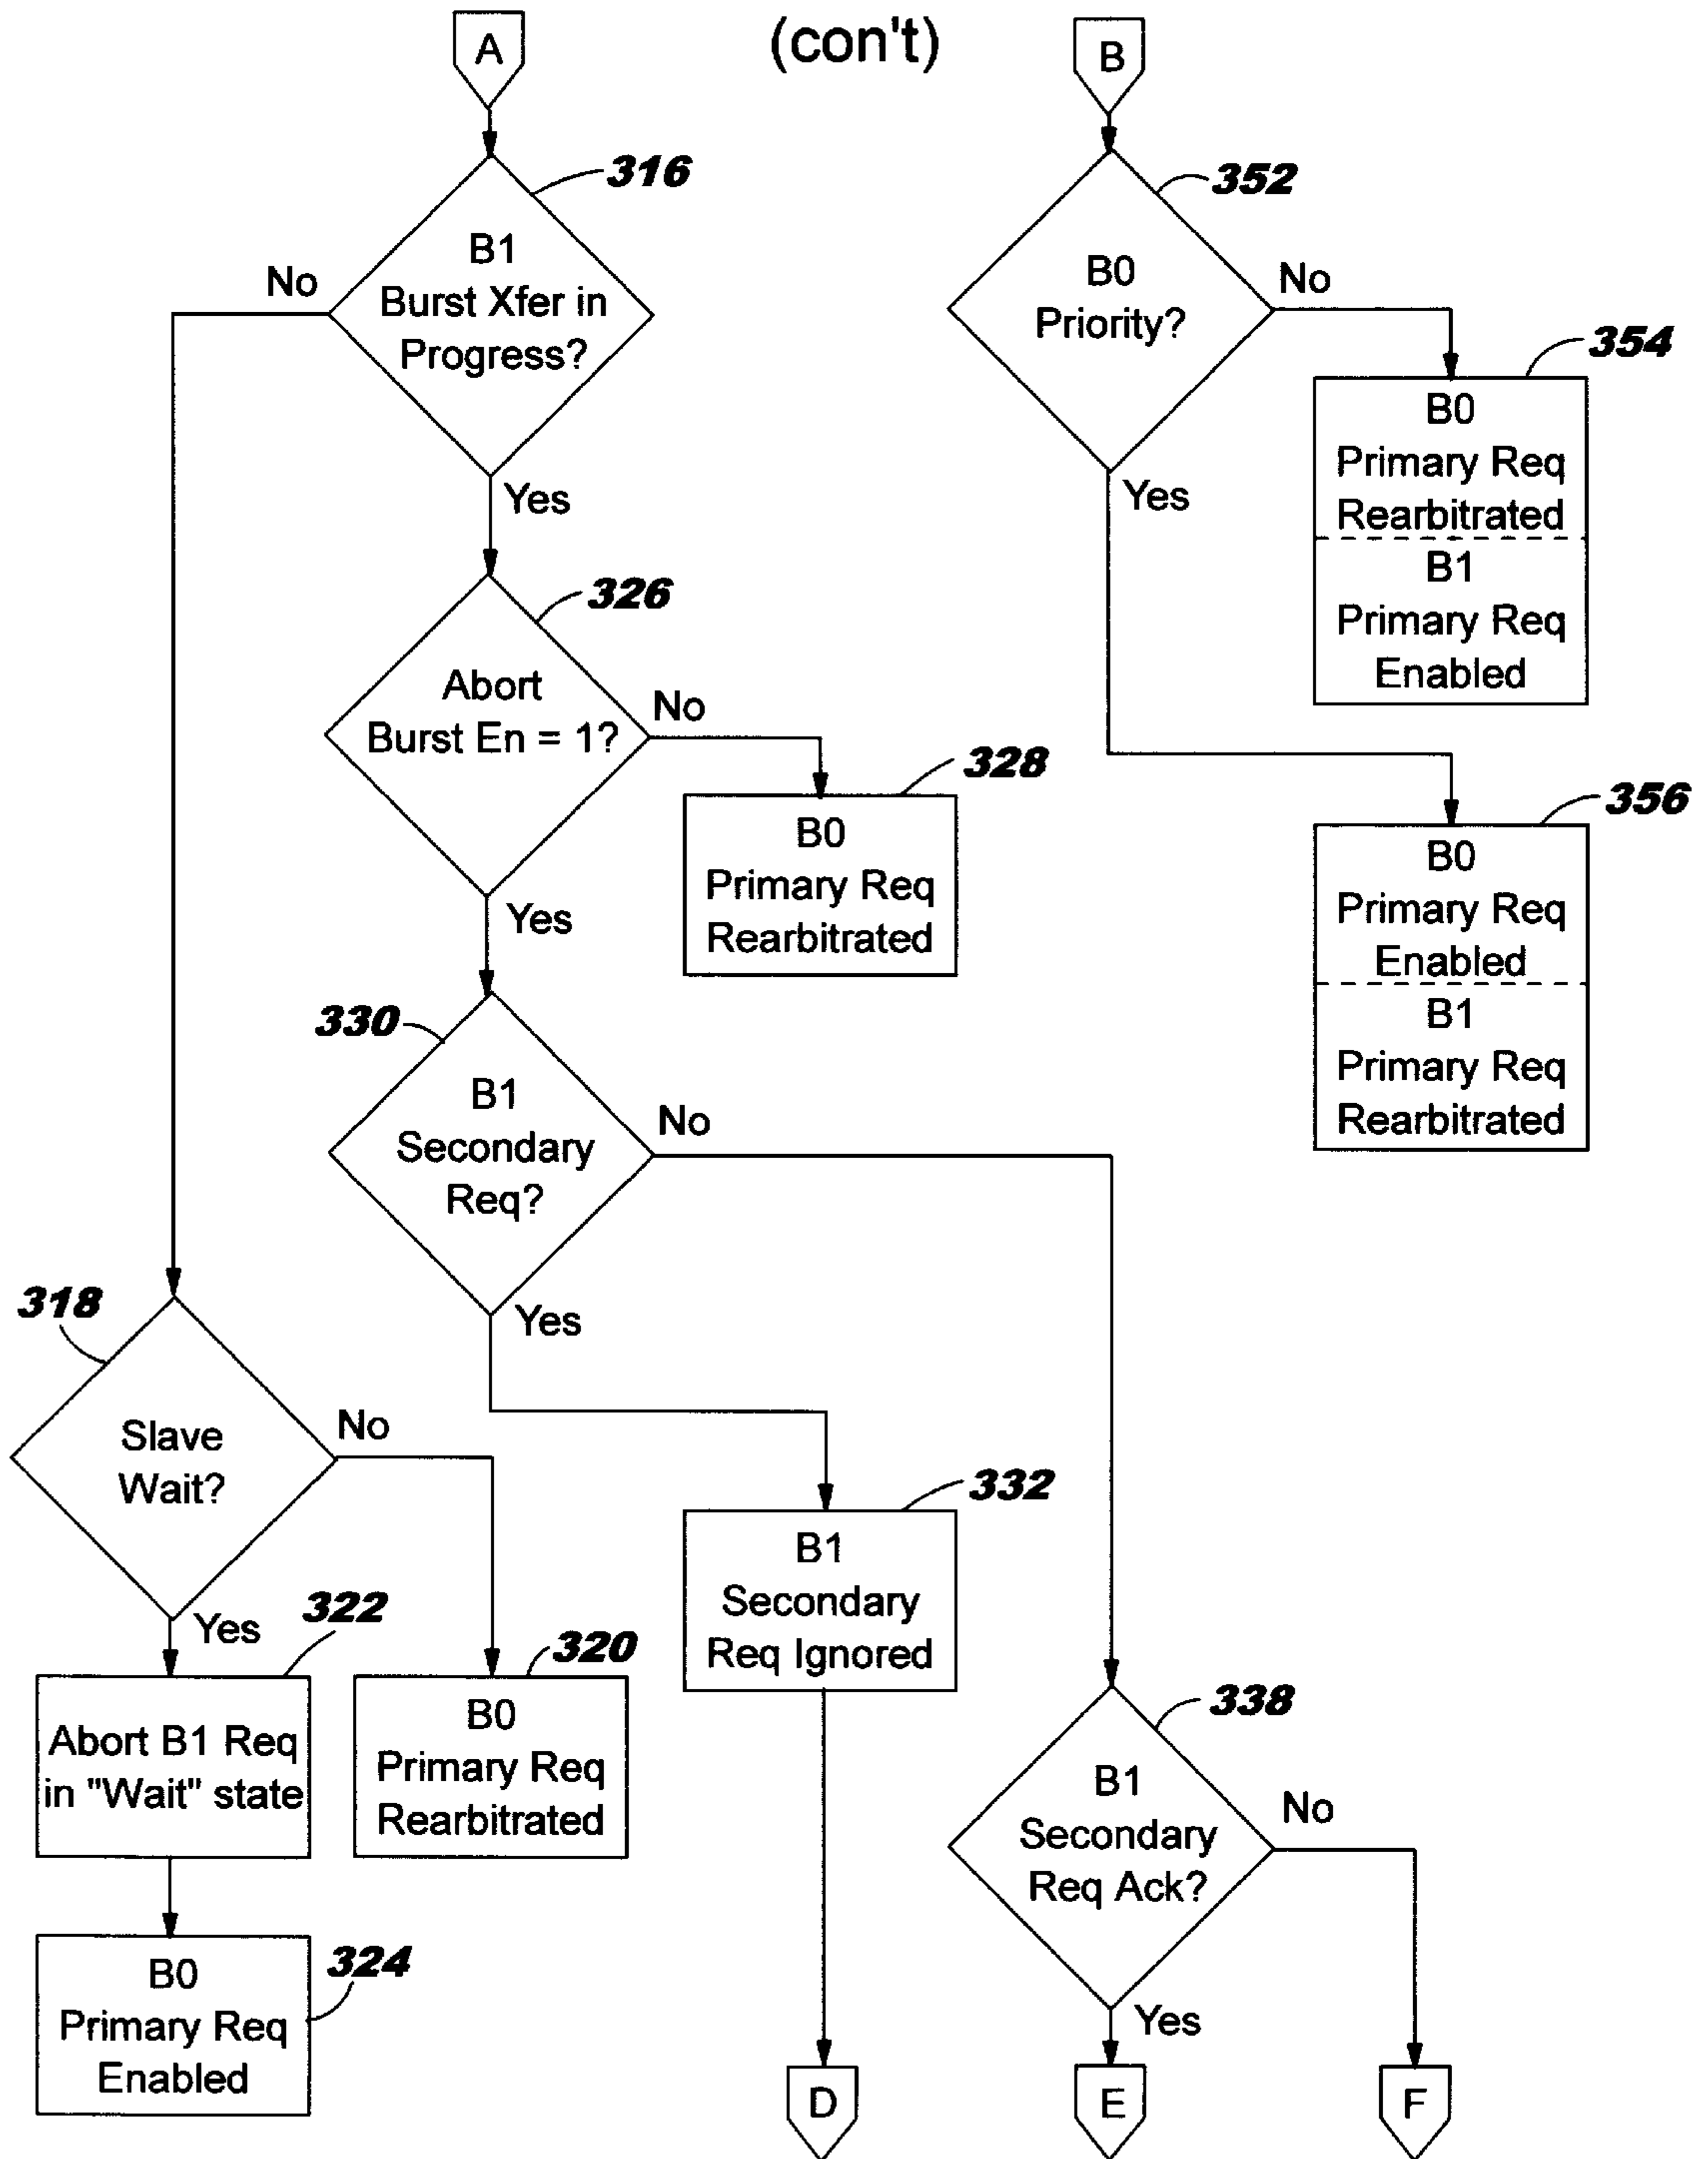 (con't)
A
316
B1
Burst Xfer in
Progress?
No
Yes
326
Abort
Burst En = 1?
No
328
B0
Primary Req
Rearbitrated
Yes
330
B1
Secondary
Req?
No
Yes
318
Slave
Wait?
No
Yes
322
Abort B1 Req
in "Wait" state
320
B0
Primary Req
Rearbitrated
324
B0
Primary Req
Enabled
332
B1
Secondary
Req Ignored
D
338
B1
Secondary
Req Ack?
No
Yes
E
F
B
352
B0
Priority?
No
354
B0
Primary Req
Rearbitrated
B1
Primary Req
Enabled
Yes
356
B0
Primary Req
Enabled
B1
Primary Req
Rearbitrated